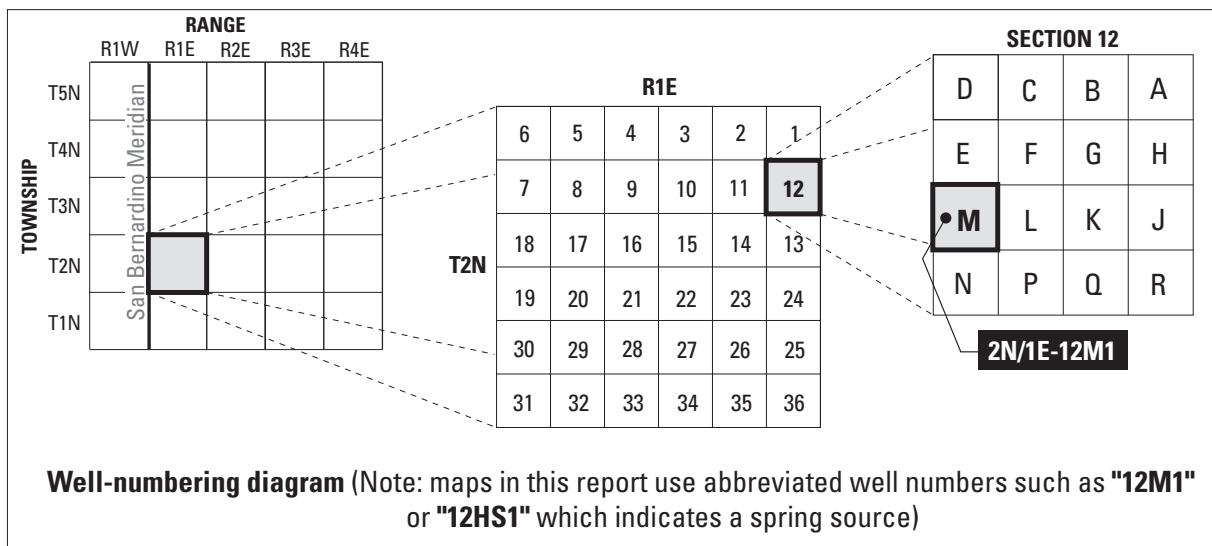 RANGE
R1W R1E R2E R3E R4E
TOWNSHIP
T5N
T4N
T3N
T2N
T1N
San Bernardino Meridian
R1E
T2N
6 5 4 3 2 1
7 8 9 10 11 12
18 17 16 15 14 13
19 20 21 22 23 24
30 29 28 27 26 25
31 32 33 34 35 36
SECTION 12
D C B A
E F G H
M L K J
N P Q R
2N/1E-12M1
Well-numbering diagram (Note: maps in this report use abbreviated well numbers such as "12M1"
or "12HS1" which indicates a spring source)